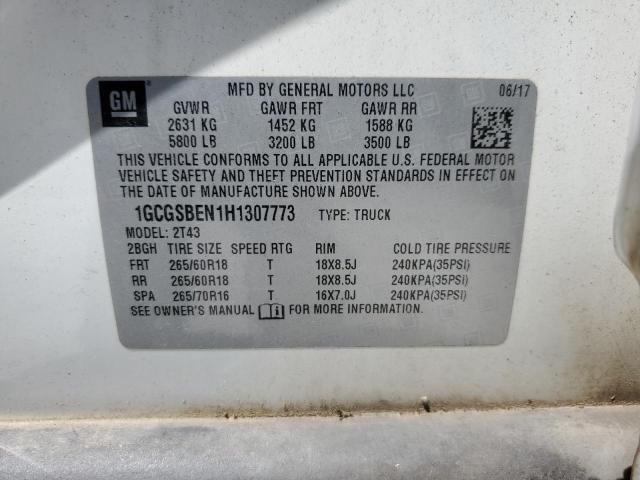 GM
MFD BY GENERAL MOTORS LLC 06/17
GVWR GAWR FRT GAWR RR
2631 KG 1452 KG 1588 KG
5800 LB 3200 LB 3500 LB
THIS VEHICLE CONFORMS TO ALL APPLICABLE U.S. FEDERAL MOTOR
VEHICLE SAFETY AND THEFT PREVENTION STANDARDS IN EFFECT ON
THE DATE OF MANUFACTURE SHOWN ABOVE.
1GCGSBEN1H1307773 TYPE: TRUCK
MODEL: 2T43
2BGH TIRE SIZE SPEED RTG RIM COLD TIRE PRESSURE
FRT 265/60R18 T 18X8.5J 240KPA(35PSI)
RR 265/60R18 T 18X8.5J 240KPA(35PSI)
SPA 265/70R16 T 16X7.0J 240KPA(35PSI)
SEE OWNER'S MANUAL FOR MORE INFORMATION.